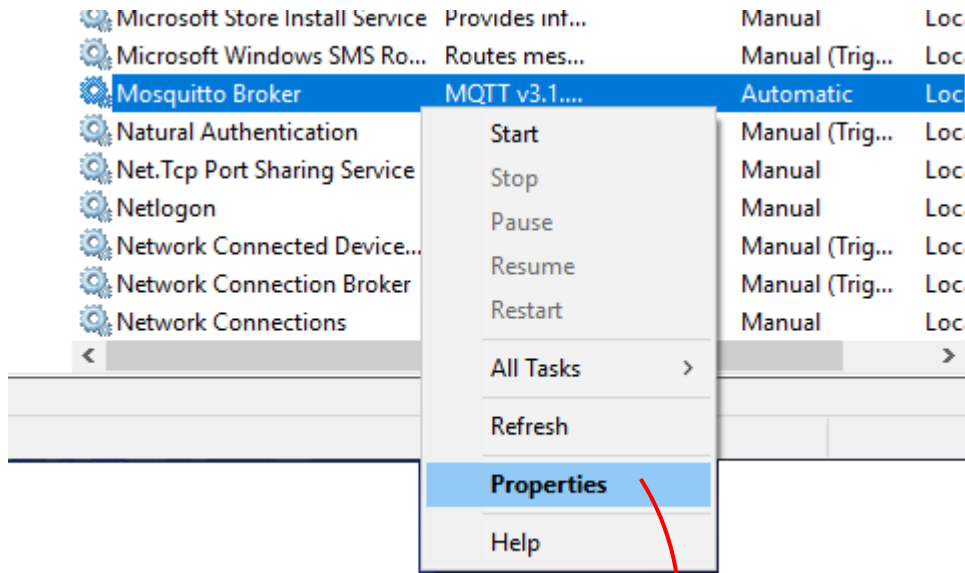 Microsoft Store Install Service Provides inf... Manual Loc
Microsoft Windows SMS Ro... Routes mes... Manual (Trig... Loc
Mosquitto Broker MQTT v3.1.... Automatic Loc
Natural Authentication Manual (Trig... Loc
Net.Tcp Port Sharing Service Manual Loc
Netlogon Manual Loc
Network Connected Device... Manual (Trig... Loc
Network Connection Broker Manual (Trig... Loc
Network Connections Manual Loc
Start
Stop
Pause
Resume
Restart
All Tasks
Refresh
Properties
Help